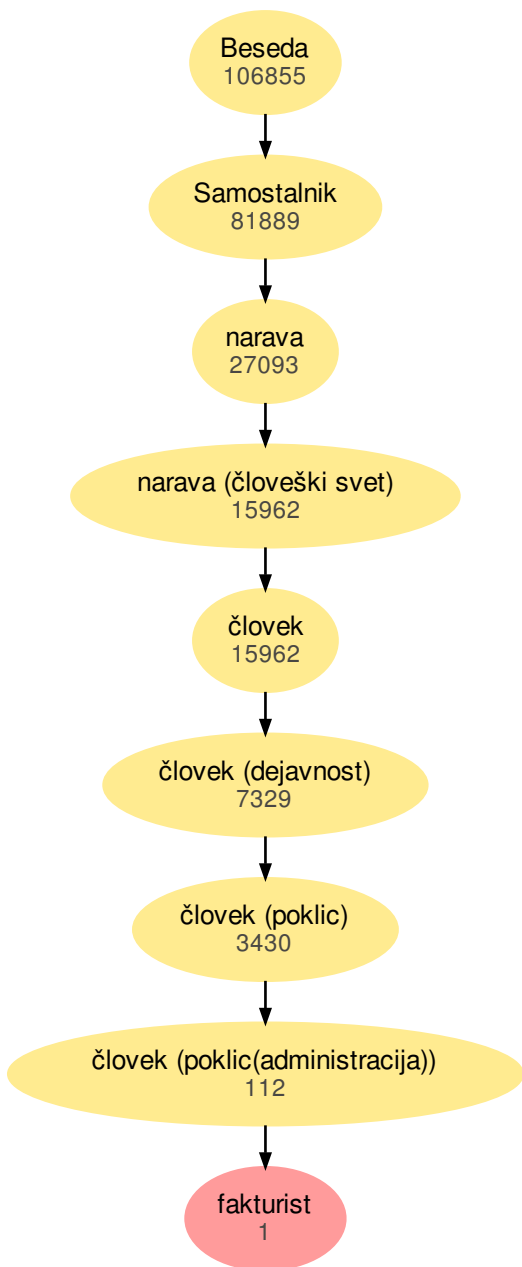 Beseda
106855
Samostalnik
81889
narava
27093
narava (človeški svet)
15962
človek
15962
človek (dejavnost)
7329
človek (poklic)
3430
človek (poklic(administracija))
112
fakturist
1